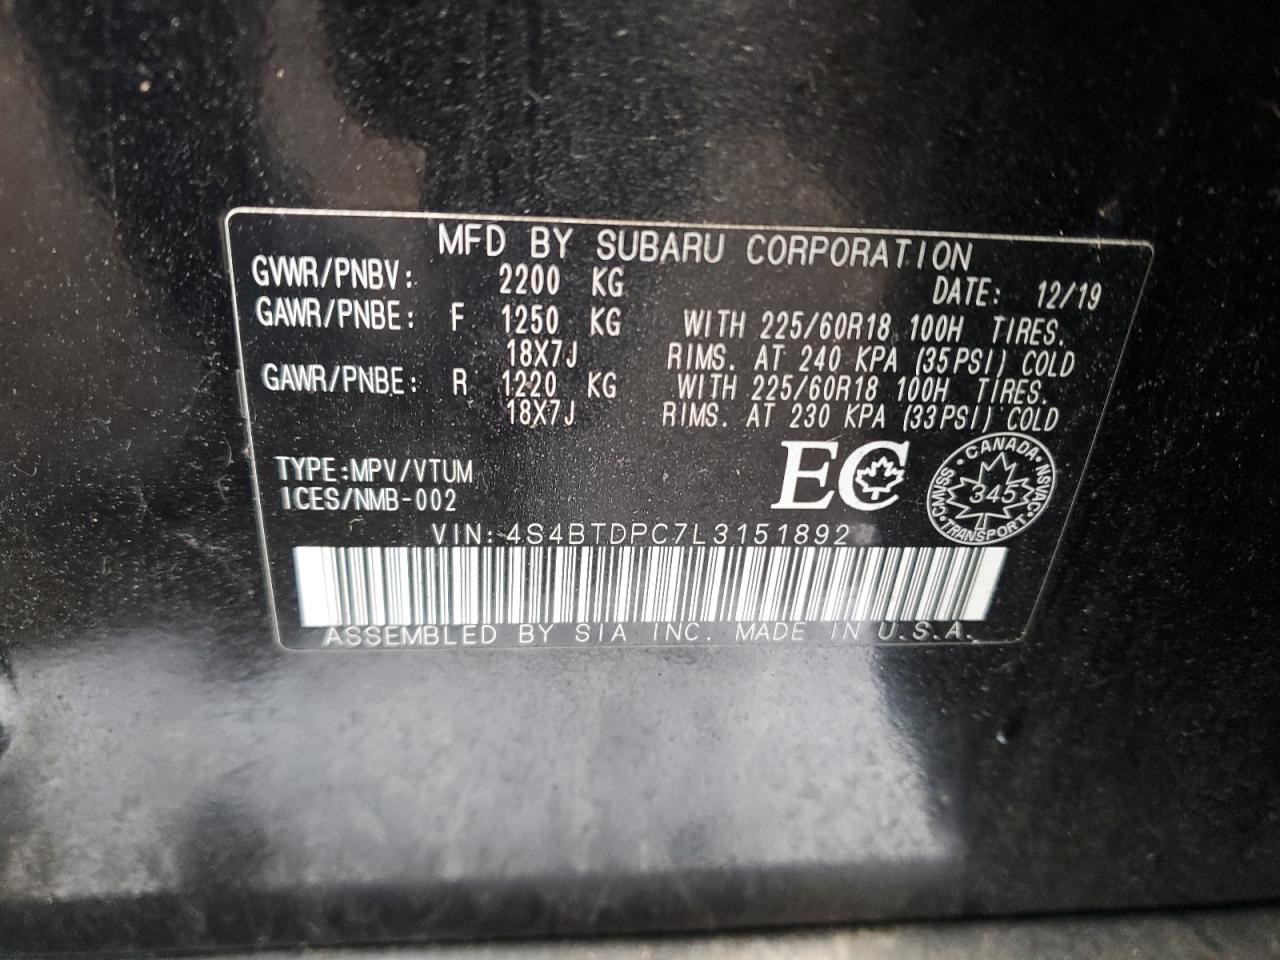 MFD BY SUBARU CORPORATION
GVWR/PNBV: 2200 KG DATE: 12/19
GAWR/PNBE: F 1250 KG WITH 225/60R18 100H TIRES.
18X7J RIMS. AT 240 KPA (35PSI) COLD
GAWR/PNBE: R 1220 KG WITH 225/60R18 100H TIRES.
18X7J RIMS. AT 230 KPA (33PSI) COLD
TYPE:MPV/VTUM
ICES/NMB-002
EC
CANADA
CMVSS 345 NSVAC
TRANSPORT
VIN: 4S4BTDPC7L3151892
ASSEMBLED BY SIA INC. MADE IN U.S.A.